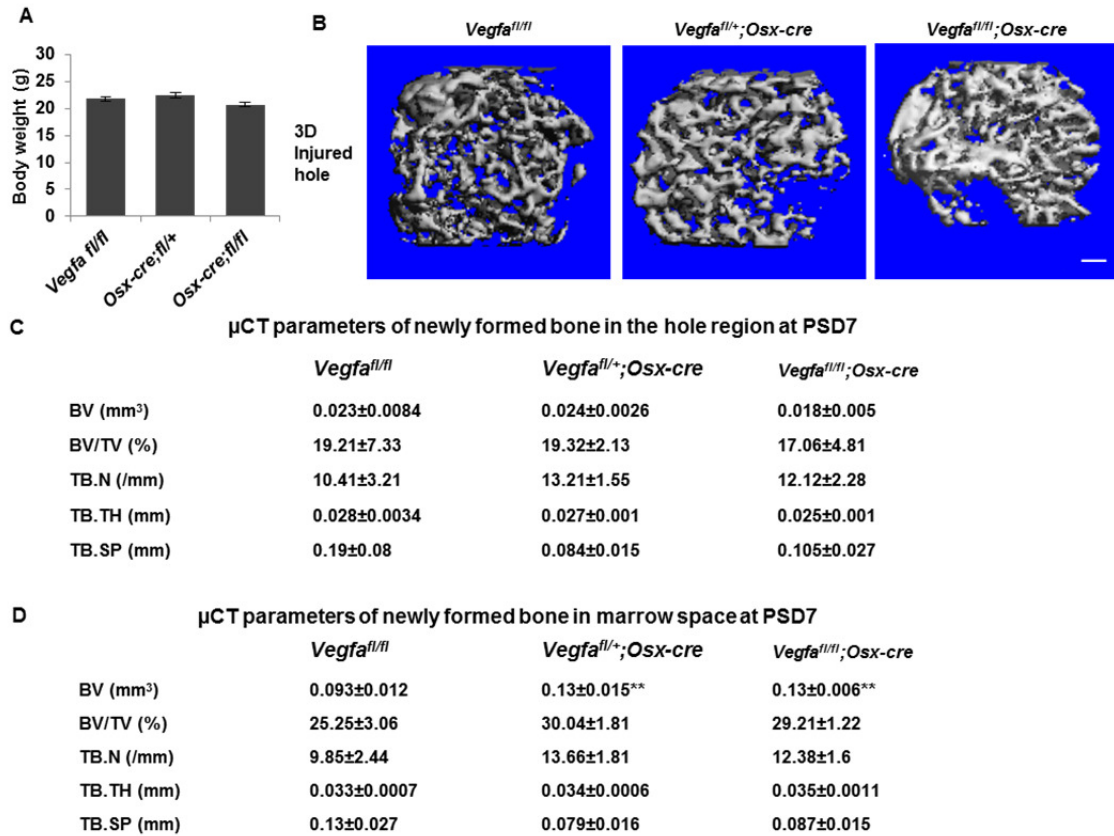 A
Body weight (g)
30
25
20
15
10
5
0
Vegfa fl/fl
Osx-cre;fl/+
Osx-cre;fl/fl
B
Vegfafl/fl
Vegfafl/+;Osx-cre
Vegfafl/fl;Osx-cre
3D
Injured
hole
C
µCT parameters of newly formed bone in the hole region at PSD7
Vegfafl/fl Vegfafl/+;Osx-cre Vegfafl/fl;Osx-cre
BV (mm³) 0.023±0.0084 0.024±0.0026 0.018±0.005
BV/TV (%) 19.21±7.33 19.32±2.13 17.06±4.81
TB.N (/mm) 10.41±3.21 13.21±1.55 12.12±2.28
TB.TH (mm) 0.028±0.0034 0.027±0.001 0.025±0.001
TB.SP (mm) 0.19±0.08 0.084±0.015 0.105±0.027
D
µCT parameters of newly formed bone in marrow space at PSD7
Vegfafl/fl Vegfafl/+;Osx-cre Vegfafl/fl;Osx-cre
BV (mm³) 0.093±0.012 0.13±0.015** 0.13±0.006**
BV/TV (%) 25.25±3.06 30.04±1.81 29.21±1.22
TB.N (/mm) 9.85±2.44 13.66±1.81 12.38±1.6
TB.TH (mm) 0.033±0.0007 0.034±0.0006 0.035±0.0011
TB.SP (mm) 0.13±0.027 0.079±0.016 0.087±0.015